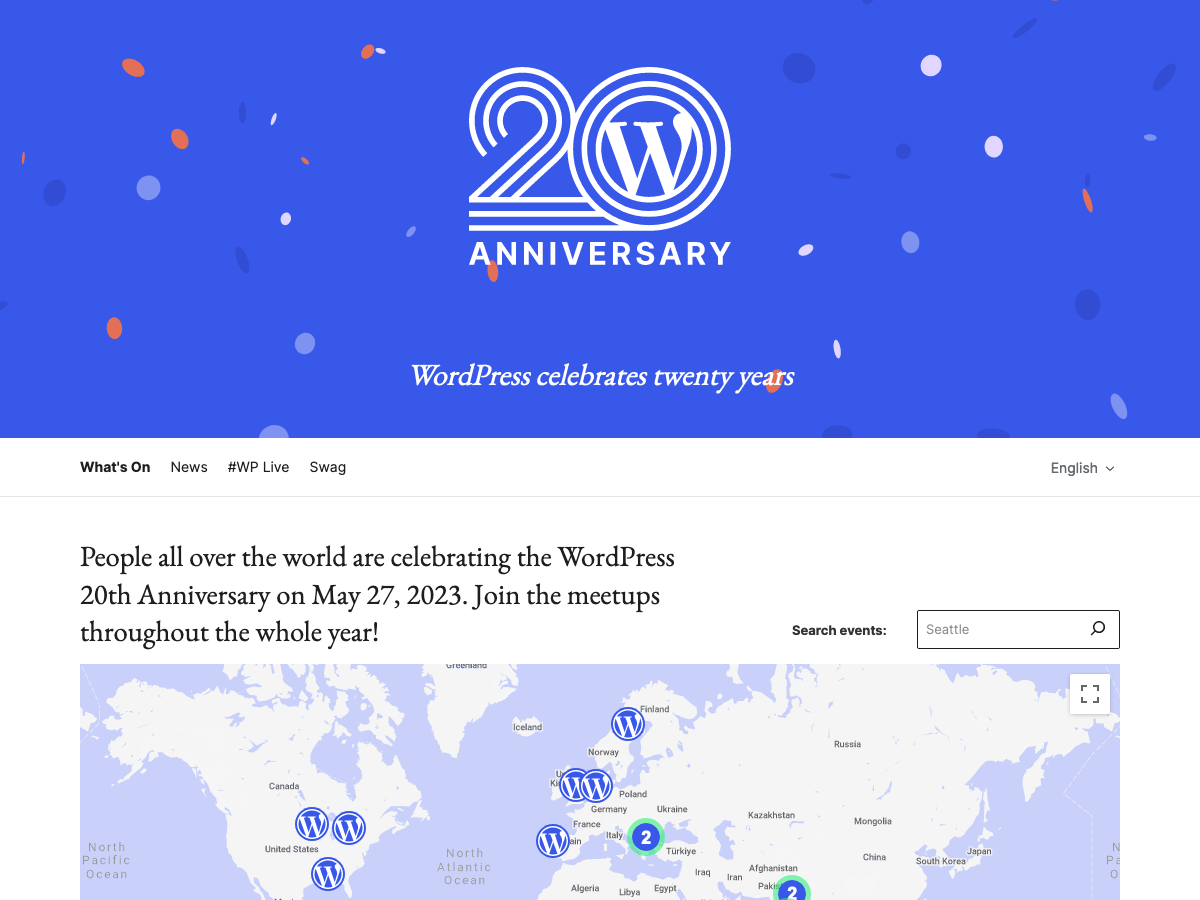 20
ANNIVERSARY
WordPress celebrates twenty years
What's On
News
#WP Live
Swag
English
People all over the world are celebrating the WordPress
20th Anniversary on May 27, 2023. Join the meetups
throughout the whole year!
Search events:
Seattle
Greenland
Finland
Iceland
Norway
Russia
Canada
Poland
Germany
Ukraine
Kazakhstan
Mongolia
France
Italy
2
United States
Türkiye
China
South Korea
Japan
North
Pacific
Ocean
North
Atlantic
Ocean
Iraq
Iran
Afghanistan
Algeria
Libya
Egypt
2